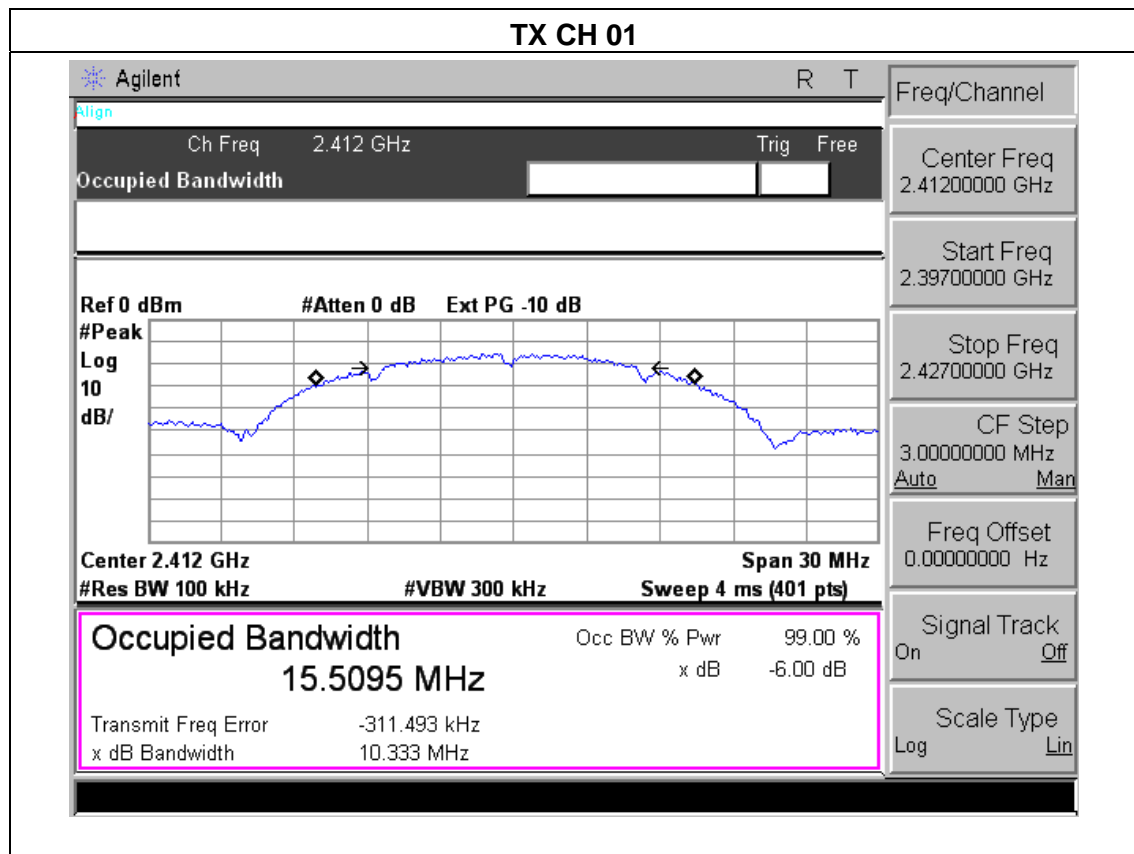 TX CH 01
Agilent R T
Align
Ch Freq 2.412 GHz Trig Free
Occupied Bandwidth
Ref 0 dBm #Atten 0 dB Ext PG -10 dB
#Peak
Log
10
dB/
Center 2.412 GHz Span 30 MHz
#Res BW 100 kHz #VBW 300 kHz Sweep 4 ms (401 pts)
Occupied Bandwidth Occ BW % Pwr 99.00 %
15.5095 MHz x dB -6.00 dB
Transmit Freq Error -311.493 kHz
x dB Bandwidth 10.333 MHz
Freq/Channel
Center Freq
2.41200000 GHz
Start Freq
2.39700000 GHz
Stop Freq
2.42700000 GHz
CF Step
3.00000000 MHz
Auto Man
Freq Offset
0.00000000 Hz
Signal Track
On Off
Scale Type
Log Lin